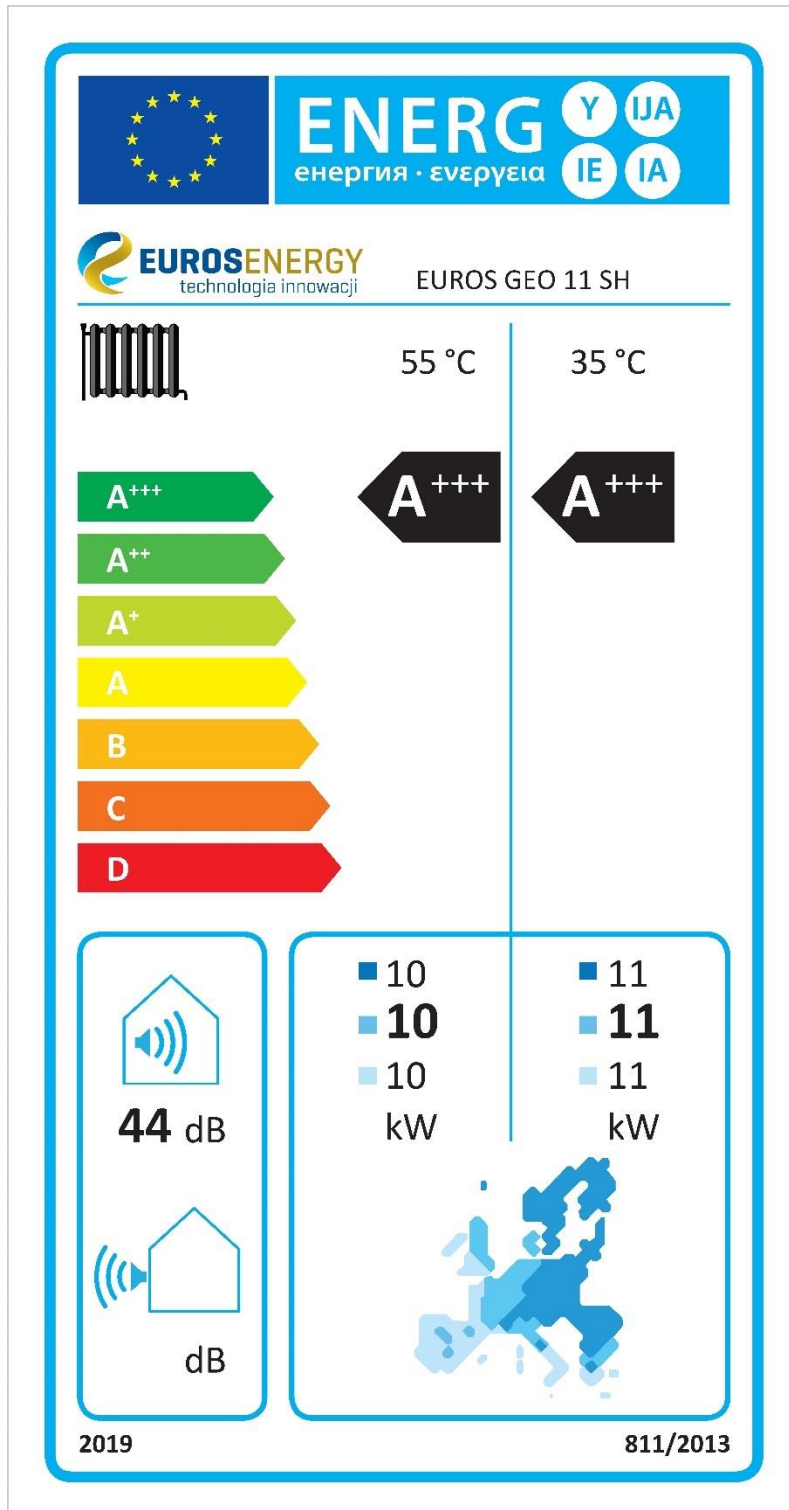 ENERG Y IJA
енергия · ενεργεια IE IA
EUROSENERGY
technologia innowacji
EUROS GEO 11 SH
55 °C 35 °C
A+++ A+++ A+++
A++
A+
A
B
C
D
10 11
10 11
10 11
kW kW
44 dB
dB
2019 811/2013